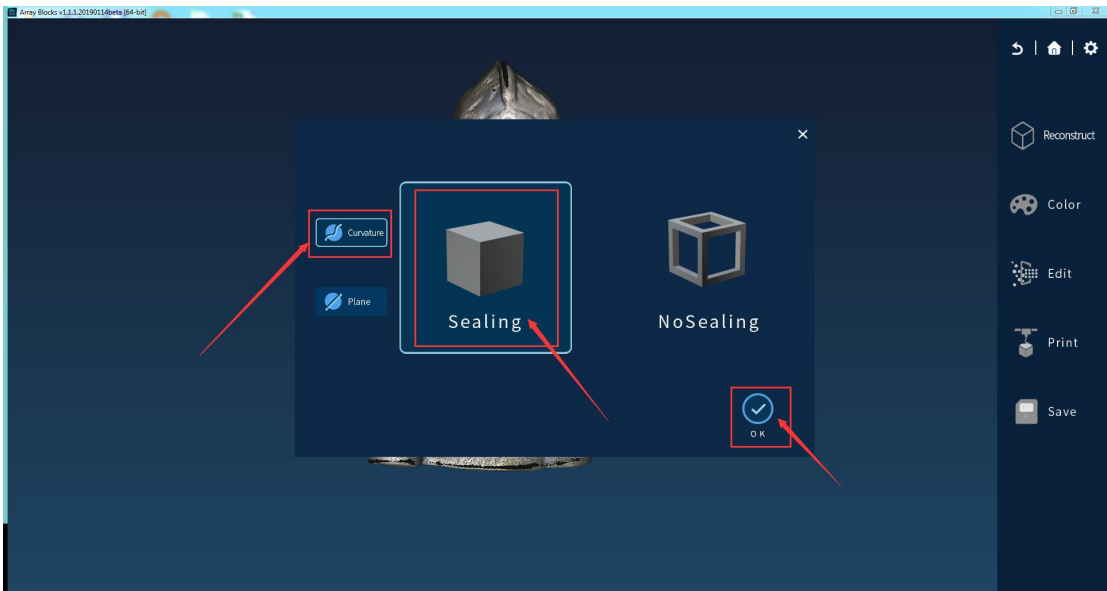 Array Blocks v1.1.1.20190114beta [64-bit]
Reconstruct
Curvature
Color
Edit
Plane
Sealing
NoSealing
Print
Save
OK